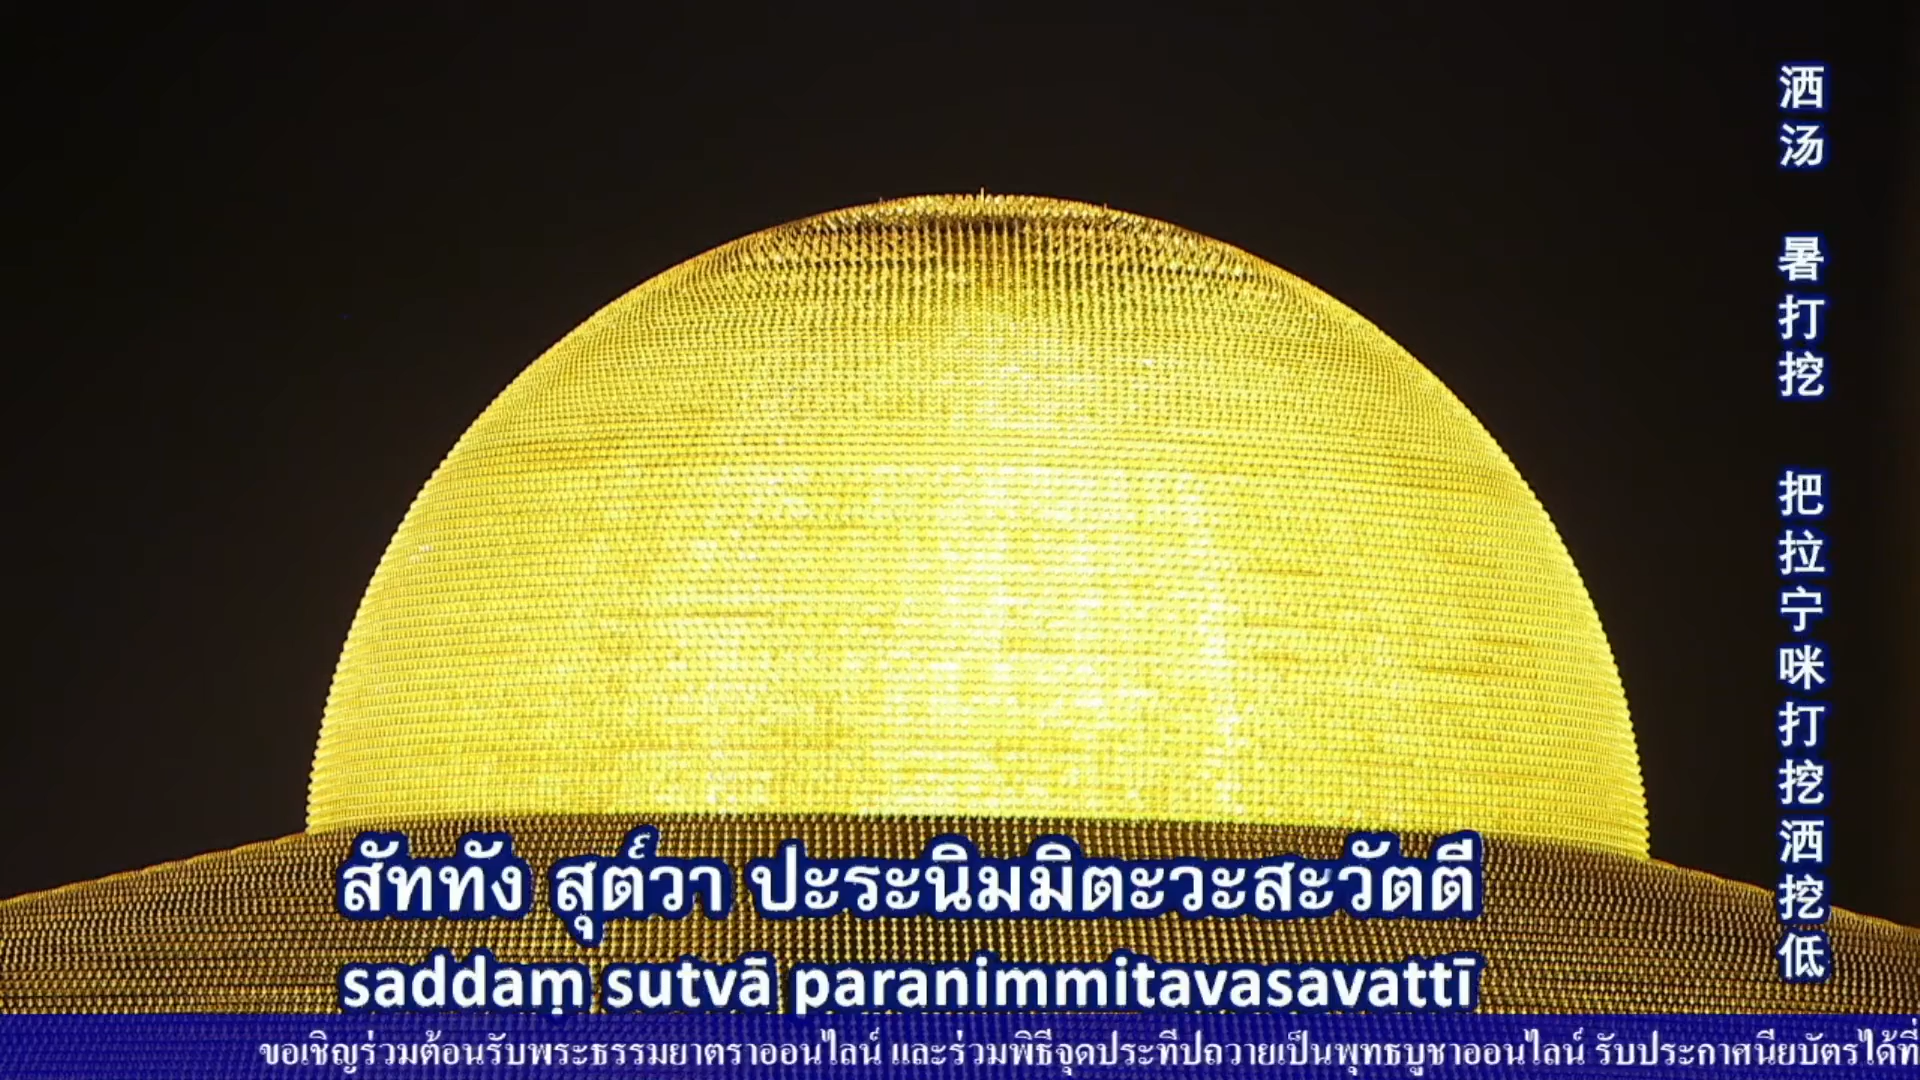 洒汤 暑打挖 把拉宁咪打挖洒挖低
สัททัง สุต์วา ปะระนิมมิตะวะสะวัตตี
saddaṃ sutvā paranimmitavasavattī
ขอเชิญร่วมต้อนรับพระธรรมยาตราออนไลน์ และร่วมพิธีจุดประทีปถวายเป็นพุทธบูชาออนไลน์ รับประกาศนียบัตรได้ที่